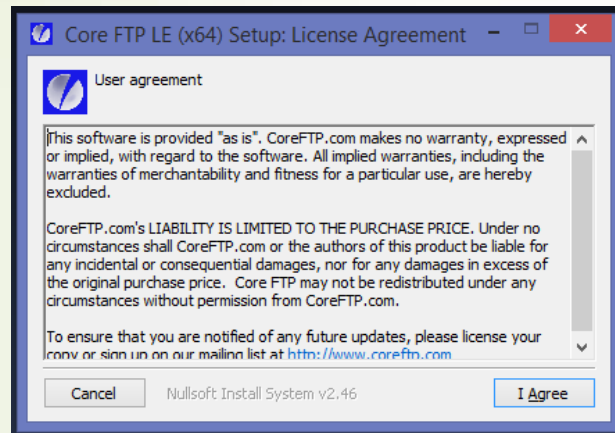 Core FTP LE (x64) Setup: License Agreement
User agreement
This software is provided "as is". CoreFTP.com makes no warranty, expressed
or implied, with regard to the software. All implied warranties, including the
warranties of merchantability and fitness for a particular use, are hereby
excluded.
CoreFTP.com's LIABILITY IS LIMITED TO THE PURCHASE PRICE. Under no
circumstances shall CoreFTP.com or the authors of this product be liable for
any incidental or consequential damages, nor for any damages in excess of
the original purchase price.  Core FTP may not be redistributed under any
circumstances without permission from CoreFTP.com.
To ensure that you are notified of any future updates, please license your
copy or sign up on our mailing list at http://www.coreftp.com
Cancel
Nullsoft Install System v2.46
I Agree